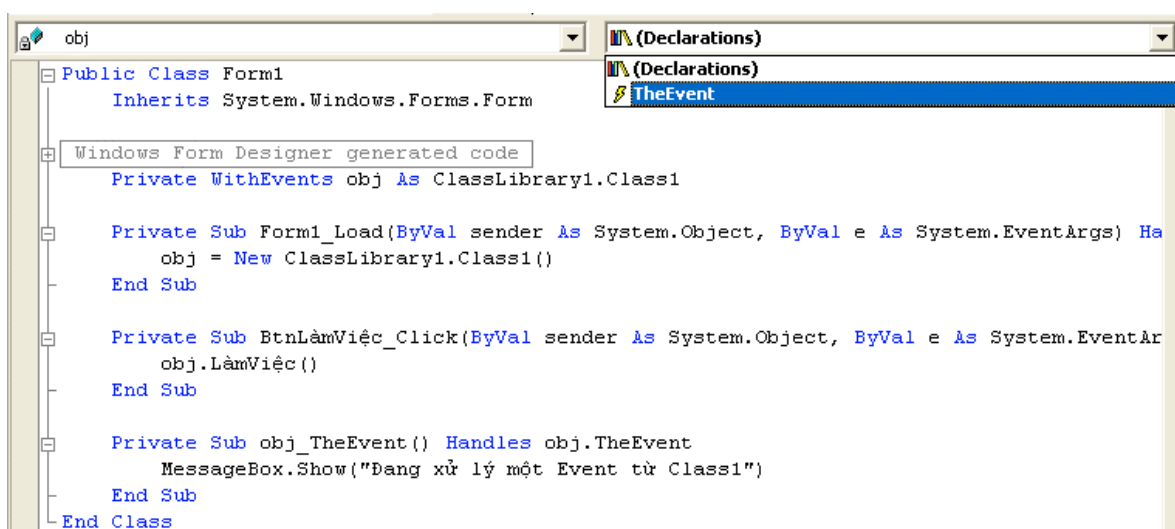 obj (Declarations)
(Declarations)
TheEvent
Public Class Form1
Inherits System.Windows.Forms.Form
Windows Form Designer generated code
Private WithEvents obj As ClassLibrary1.Class1
Private Sub Form1_Load(ByVal sender As System.Object, ByVal e As System.EventArgs) Ha
obj = New ClassLibrary1.Class1()
End Sub
Private Sub BtnLàmViệc_Click(ByVal sender As System.Object, ByVal e As System.EventAr
obj.LàmViệc()
End Sub
Private Sub obj_TheEvent() Handles obj.TheEvent
MessageBox.Show("Đang xử lý một Event từ Class1")
End Sub
End Class